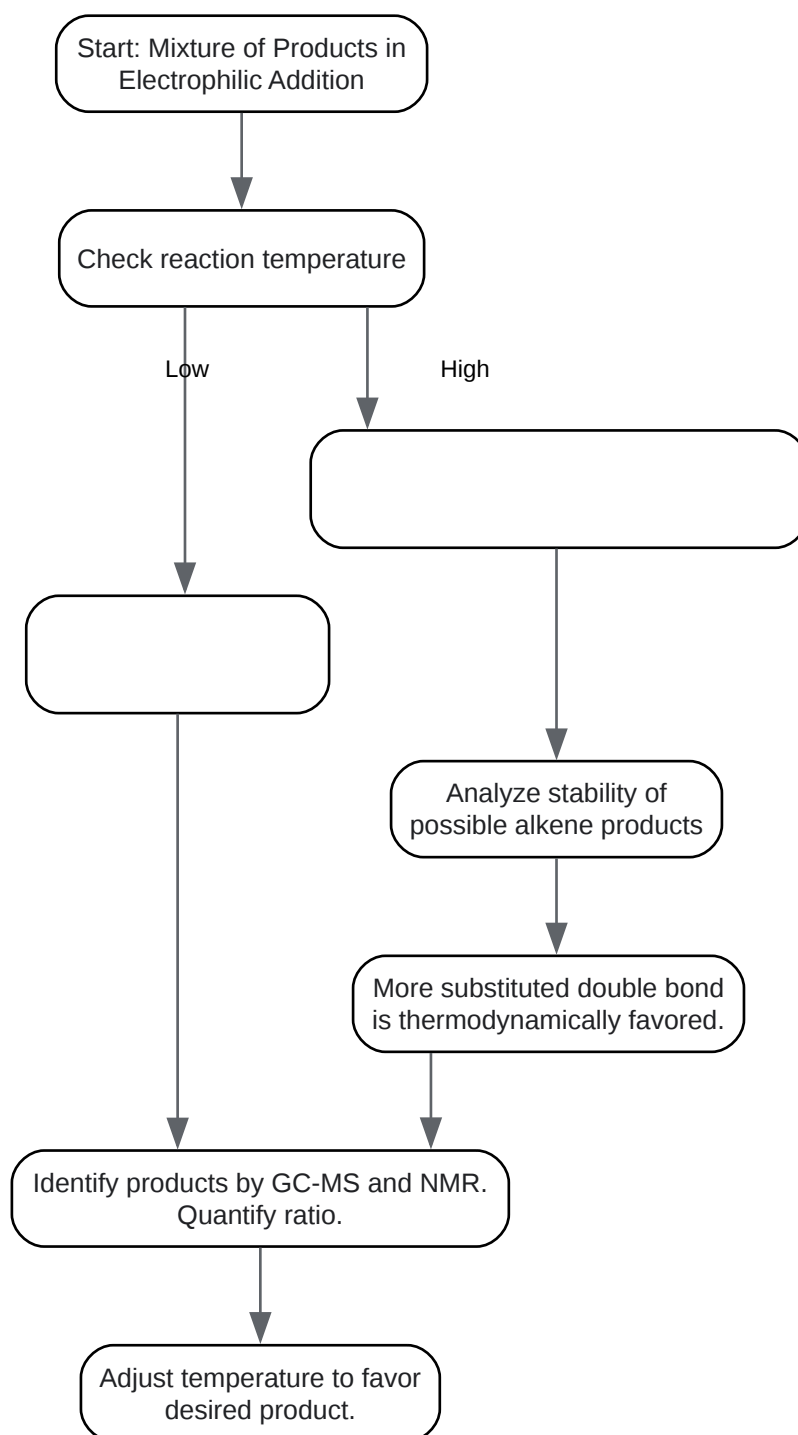 Start: Mixture of Products in
Electrophilic Addition
Check reaction temperature
Low
High
Analyze stability of
possible alkene products
More substituted double bond
is thermodynamically favored.
Identify products by GC-MS and NMR.
Quantify ratio.
Adjust temperature to favor
desired product.